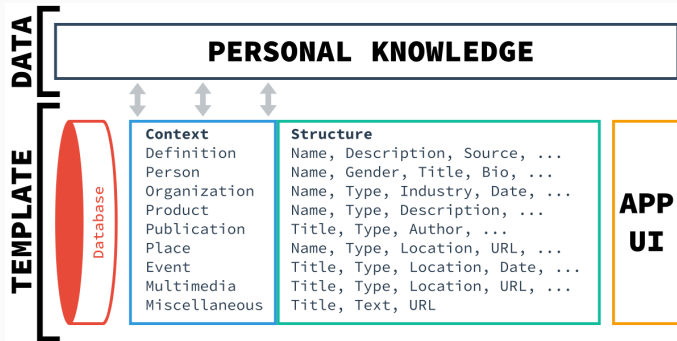 DATA
PERSONAL KNOWLEDGE
TEMPLATE
Database
Context
Definition
Person
Organization
Product
Publication
Place
Event
Multimedia
Miscellaneous
Structure
Name, Description, Source, ...
Name, Gender, Title, Bio, ...
Name, Type, Industry, Date, ...
Name, Type, Description, ...
Title, Type, Author, ...
Name, Type, Location, URL, ...
Title, Type, Location, Date, ...
Title, Type, Location, URL, ...
Title, Text, URL
APP
UI